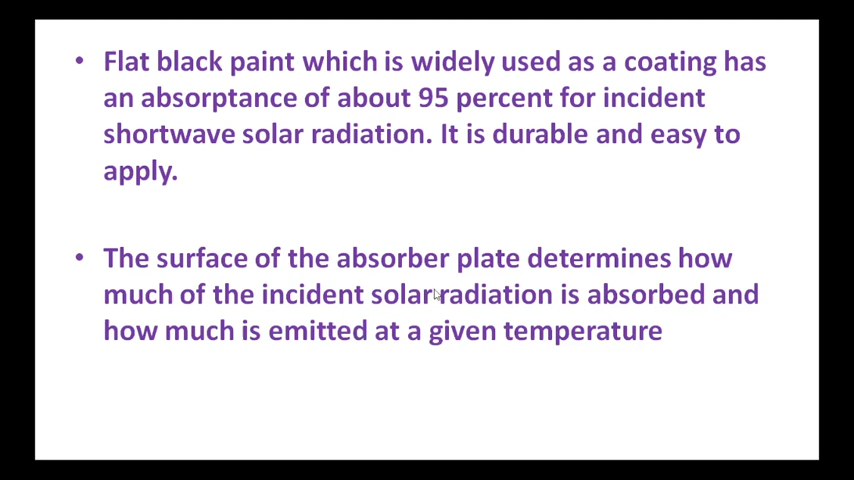 • Flat black paint which is widely used as a coating has
an absorptance of about 95 percent for incident
shortwave solar radiation. It is durable and easy to
apply.
• The surface of the absorber plate determines how
much of the incident solar radiation is absorbed and
how much is emitted at a given temperature